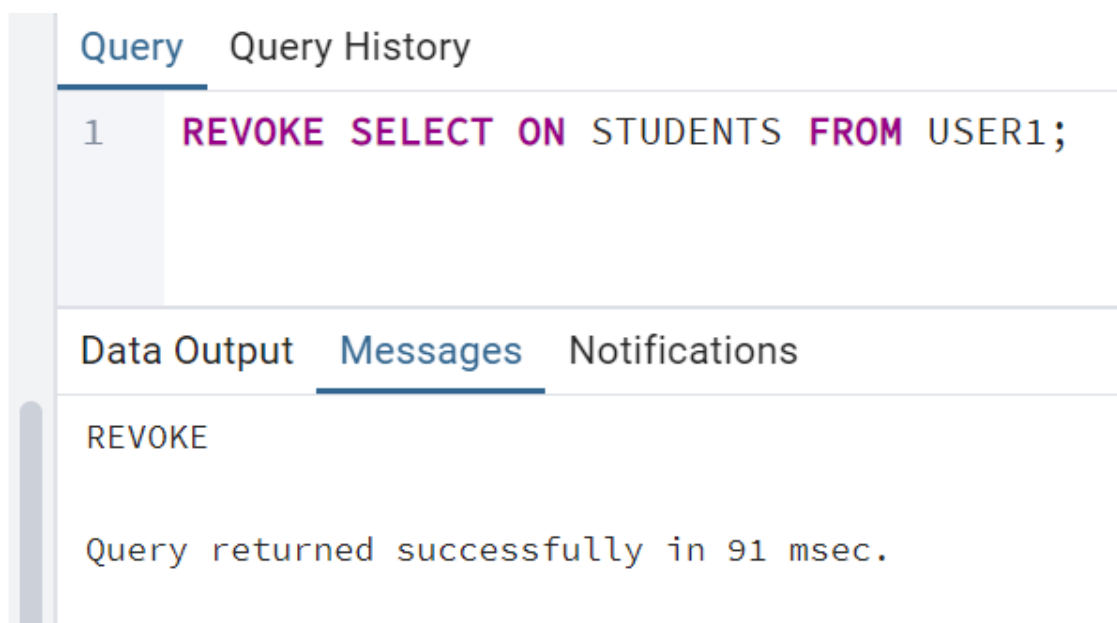 Query Query History
1 REVOKE SELECT ON STUDENTS FROM USER1;
Data Output Messages Notifications
REVOKE
Query returned successfully in 91 msec.